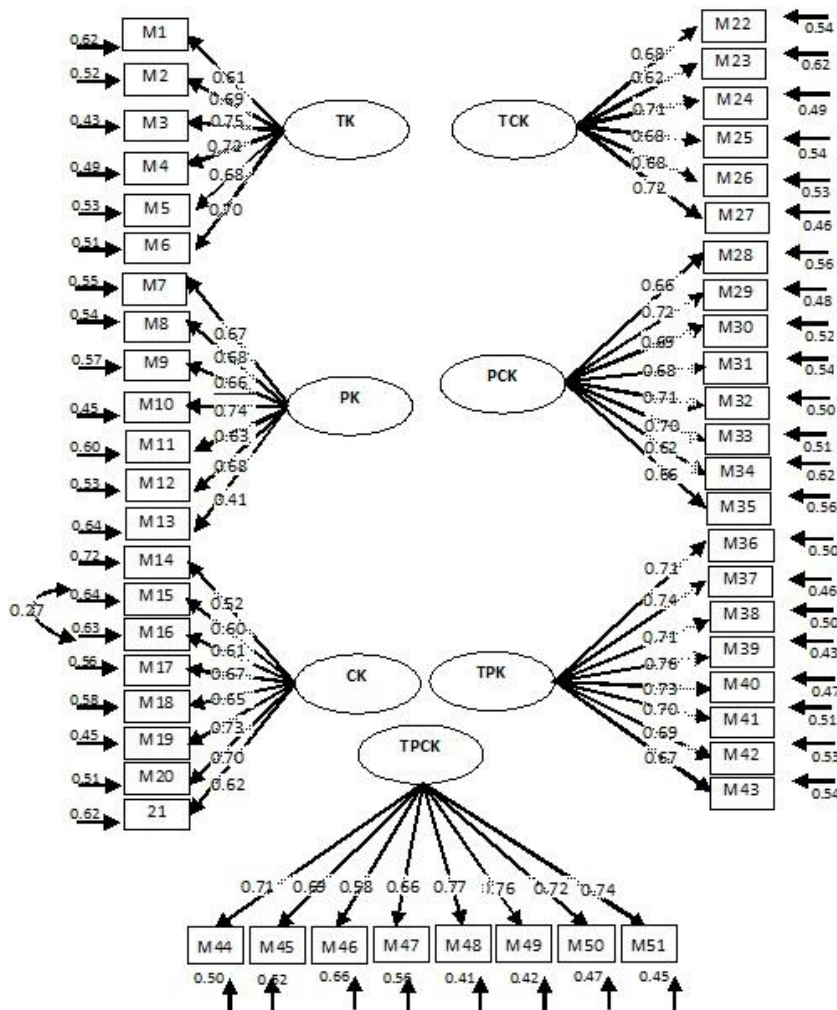 0.62
M1
0.61
0.52
M2
0.69
0.43
M3
0.75
0.49
M4
0.72
0.53
M5
0.68
0.51
M6
0.70
TK
0.55
M7
0.67
0.54
M8
0.68
0.57
M9
0.66
0.45
M10
0.74
0.60
M11
0.63
0.53
M12
0.68
0.64
M13
0.41
PK
0.72
M14
0.52
0.64
M15
0.60
0.27
0.63
M16
0.61
0.56
M17
0.67
0.58
M18
0.65
0.45
M19
0.73
0.51
M20
0.70
0.62
21
0.62
CK
TCK
0.68
M22
0.54
0.62
M23
0.62
0.71
M24
0.49
0.68
M25
0.54
0.68
M26
0.53
0.72
M27
0.46
PCK
0.66
M28
0.56
0.72
M29
0.48
0.69
M30
0.52
0.68
M31
0.54
0.71
M32
0.50
0.70
M33
0.51
0.62
M34
0.62
0.66
M35
0.56
TPK
0.71
M36
0.50
0.74
M37
0.46
0.71
M38
0.50
0.76
M39
0.43
0.73
M40
0.47
0.70
M41
0.51
0.69
M42
0.53
0.67
M43
0.54
TPCK
0.71
0.69
0.58
0.66
0.77
0.76
0.72
0.74
M44
M45
M46
M47
M48
M49
M50
M51
0.50
0.52
0.66
0.56
0.41
0.42
0.47
0.45